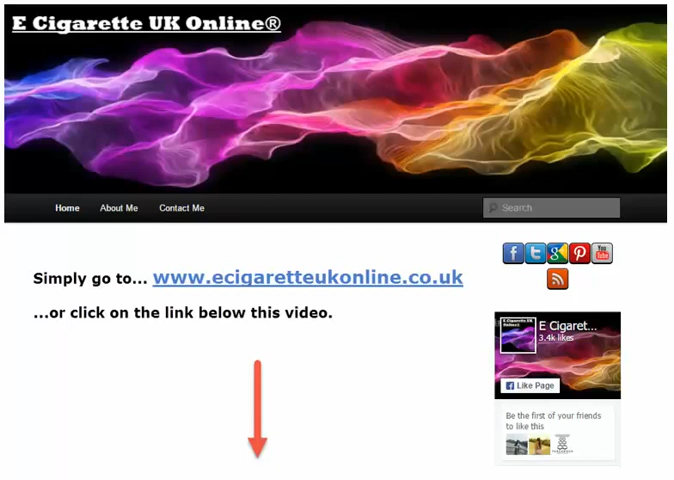 E Cigarette UK Online®
Home About Me Contact Me Search
Simply go to... www.ecigaretteukonline.co.uk
...or click on the link below this video.
You
Tube
E Cigaret...
3.4k likes
Like Page
Be the first of your friends
to like this